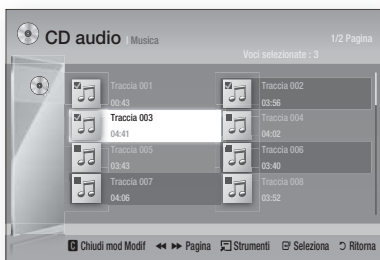 CD audio | Musica
1/2 Pagina
Voci selezionate : 3
Traccia 001
00:43
Traccia 002
03:56
Traccia 003
04:41
Traccia 004
04:02
Traccia 005
03:43
Traccia 006
03:40
Traccia 007
04:06
Traccia 008
03:52
C Chiudi mod Modif Pagina Strumenti Seleziona Ritorna